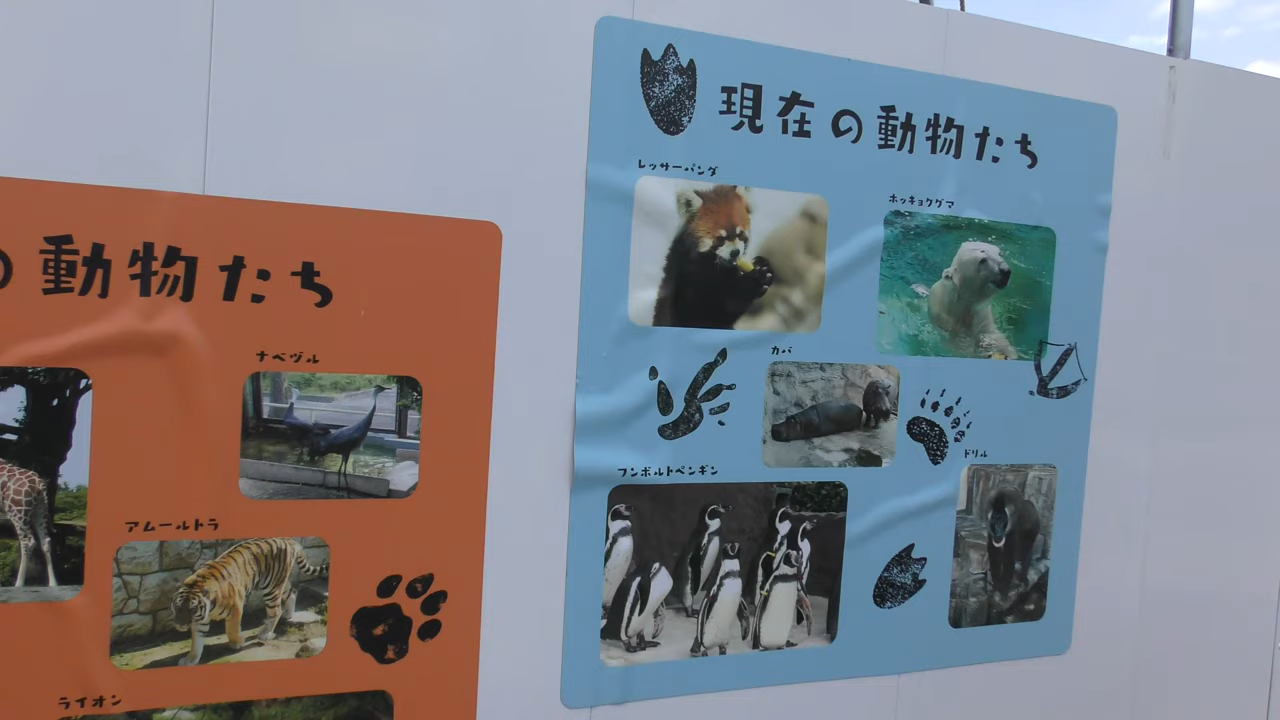 の動物たち
ナベヅル
アムールトラ
ライオン
現在の動物たち
レッサーパンダ
ホッキョクグマ
カバ
フンボルトペンギン
ドリル